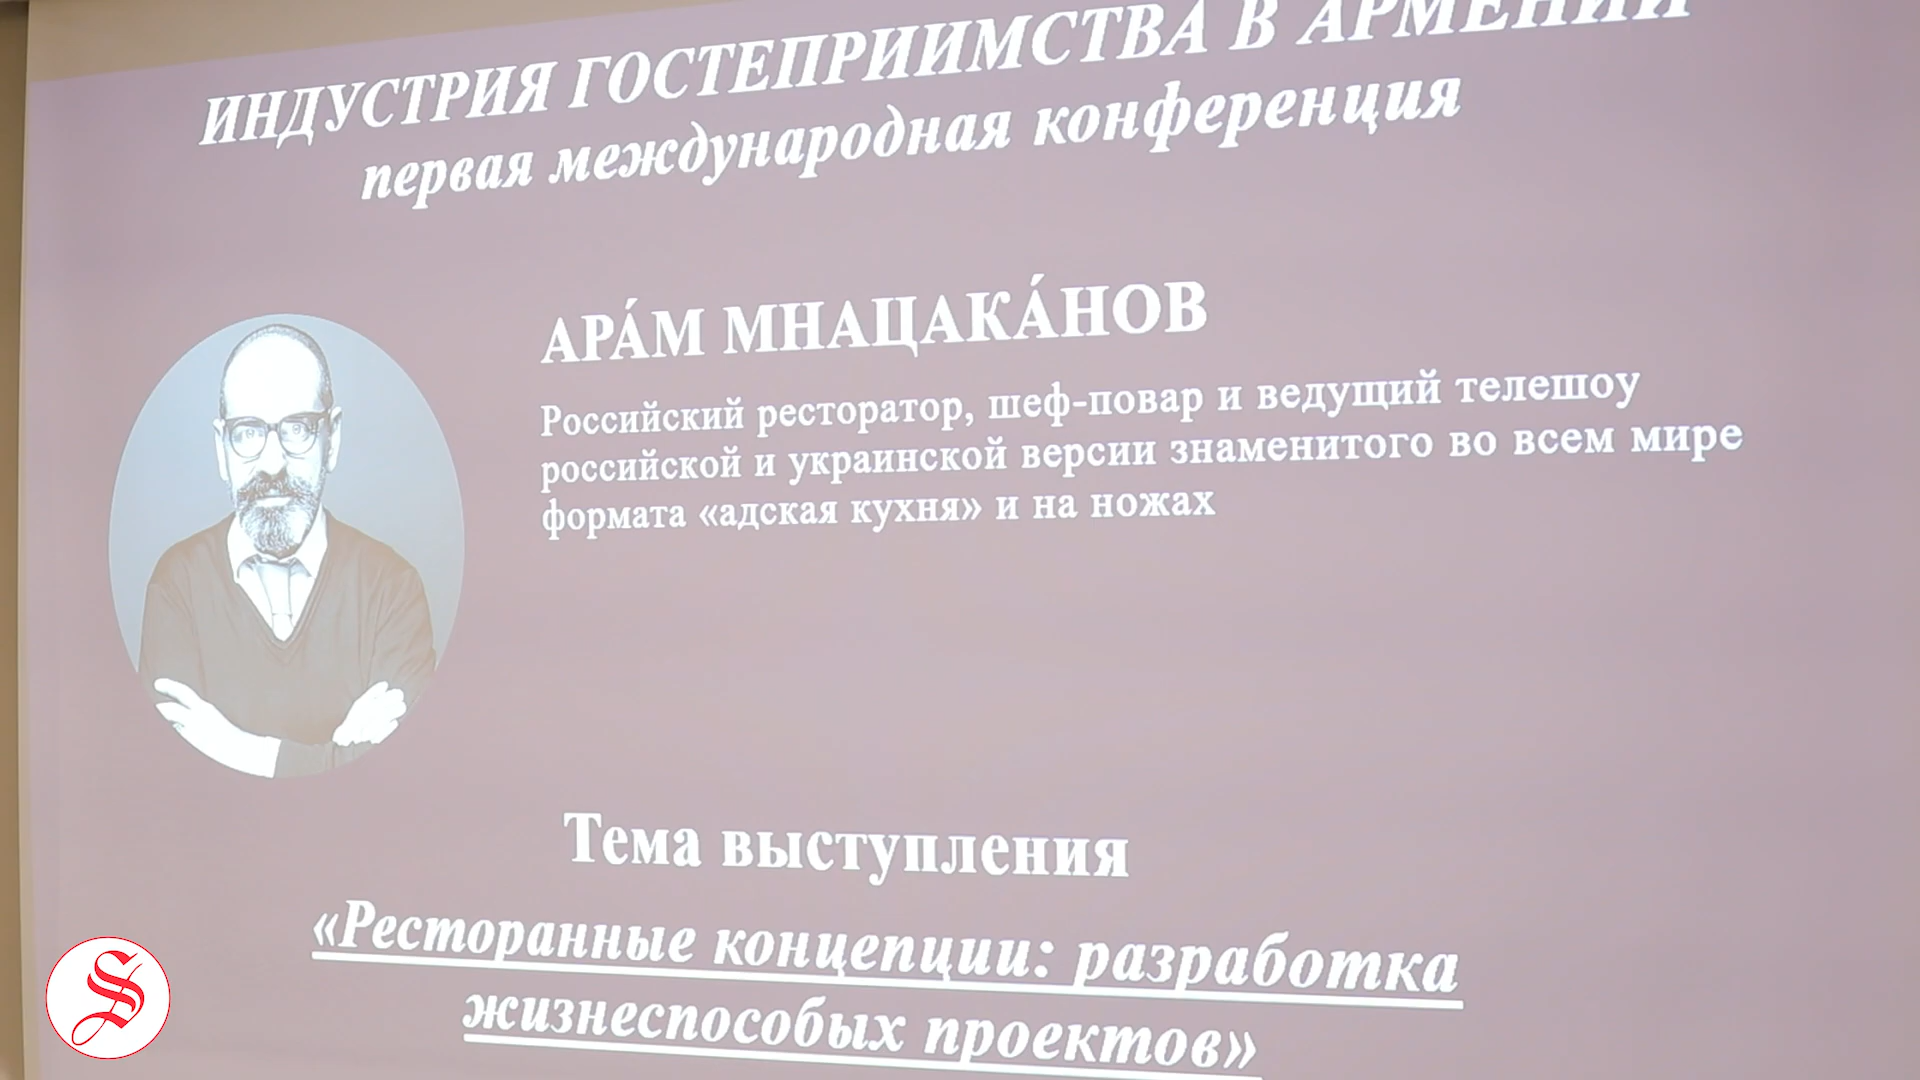 ИНДУСТРИЯ ГОСТЕПРИИМСТВА В АРМЕНИИ
первая международная конференция
АРА́М МНАЦАКА́НОВ
Российский ресторатор, шеф-повар и ведущий телешоу
российской и украинской версии знаменитого во всем мире
формата «адская кухня» и на ножах
Тема выступления
«Ресторанные концепции: разработка
жизнеспособых проектов»
S